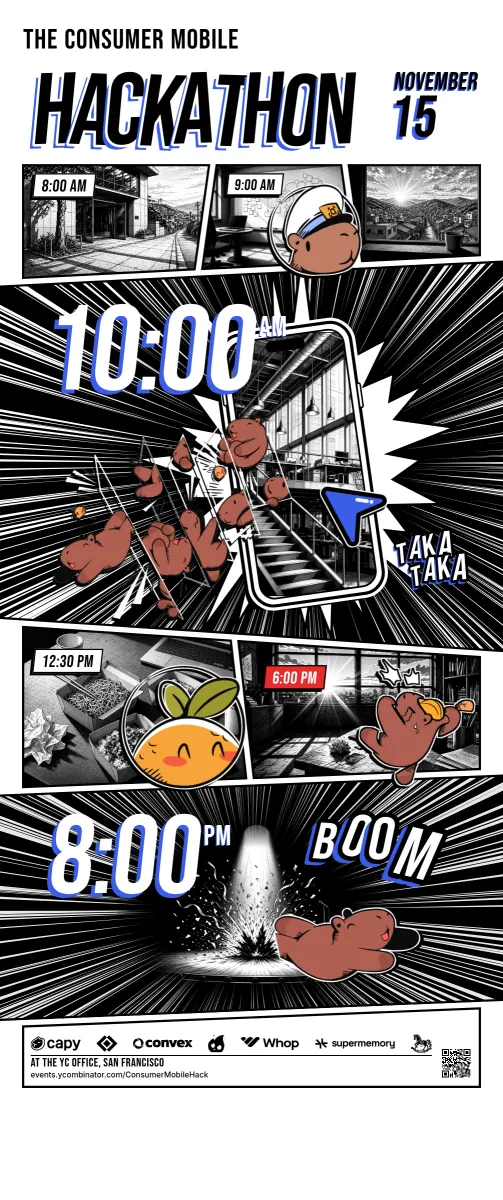 THE CONSUMER MOBILE
HACKATHON
NOVEMBER
15
8:00 AM
9:00 AM
10:00 AM
TAKA
TAKA
12:30 PM
6:00 PM
8:00 PM
BOOM
capy
convex
Whop
supermemory
AT THE YC OFFICE, SAN FRANCISCO
events.ycombinator.com/ConsumerMobileHack